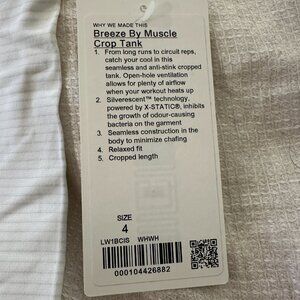 WHY WE MADE THIS
Breeze By Muscle
Crop Tank
1. From long runs to circuit reps,
catch your cool in this
seamless and anti-stink cropped
tank. Open-hole ventilation
allows for plenty of airflow
when your workout heats up
2. Silverescent™ technology,
powered by X-STATIC®, inhibits
the growth of odour-causing
bacteria on the garment
3. Seamless construction in the
body to minimize chafing
4. Relaxed fit
5. Cropped length
SIZE
4
LW1BCIS WHWH
000104426882